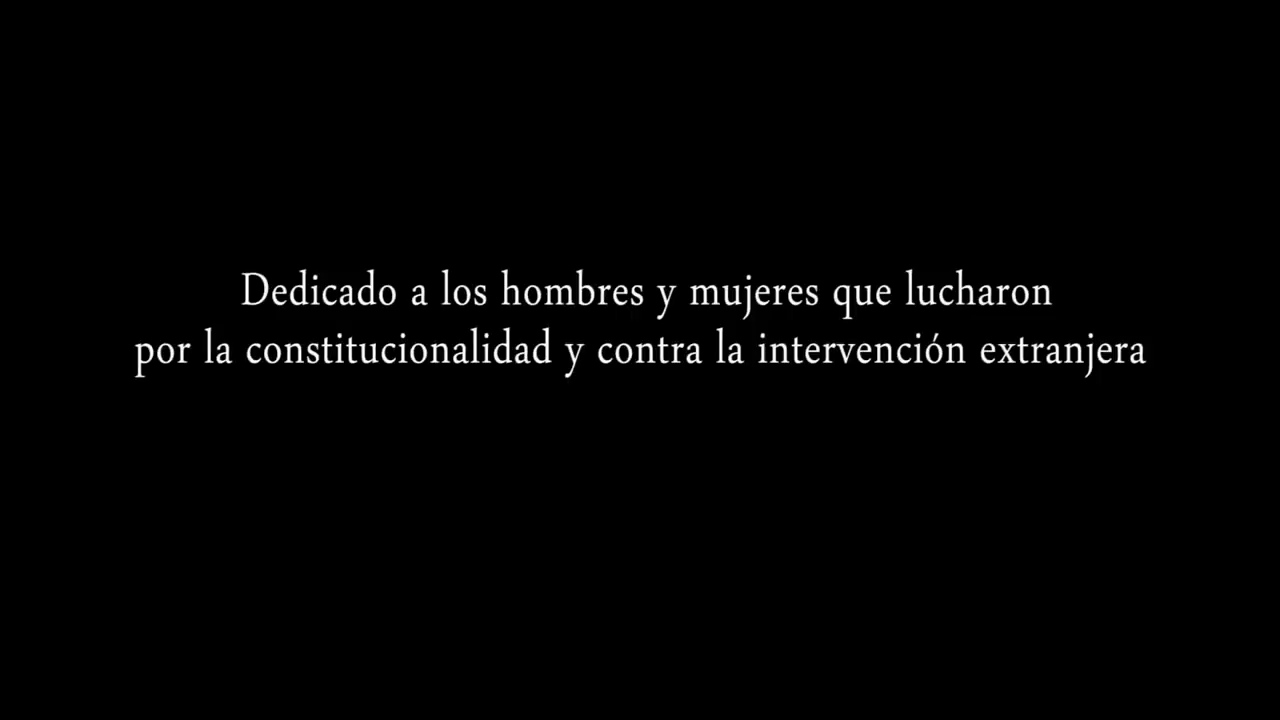 Dedicado a los hombres y mujeres que lucharon
por la constitucionalidad y contra la intervención extranjera